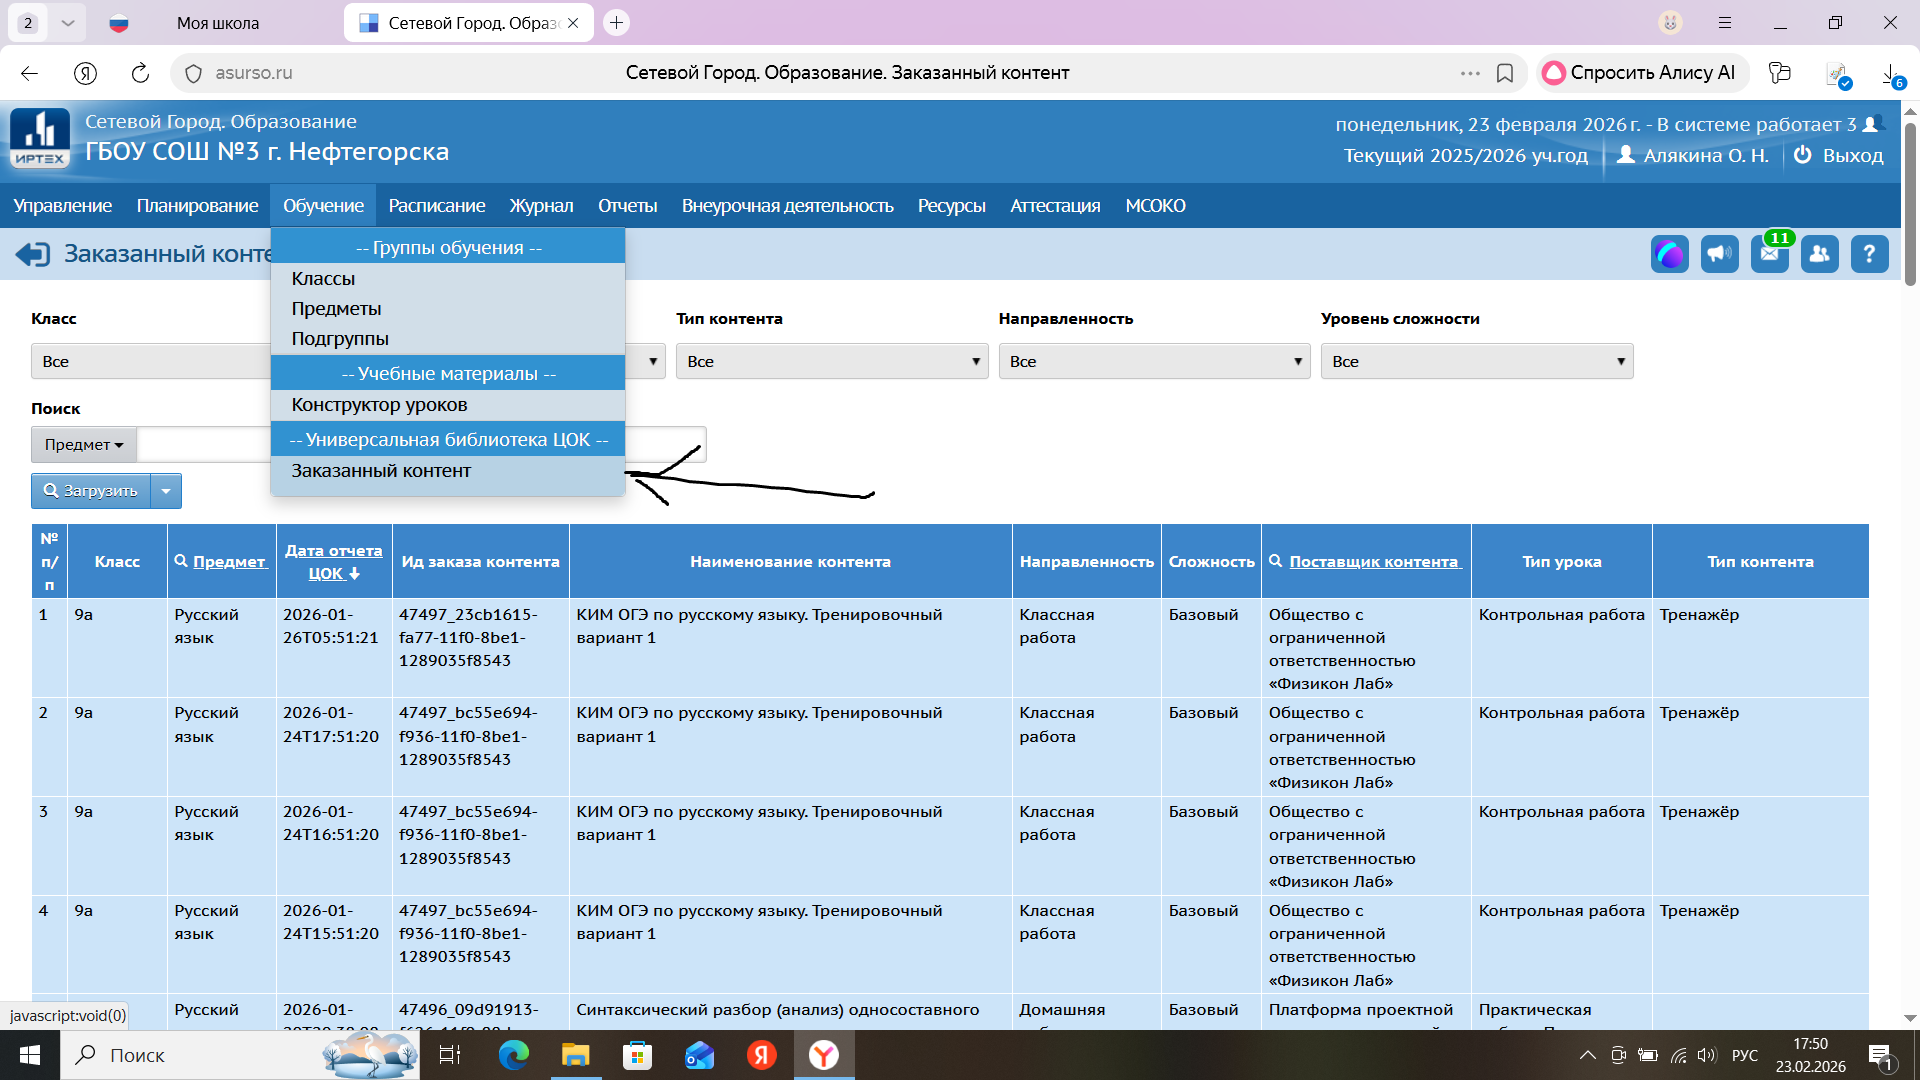 2
Моя школа
Сетевой Город. Образо
asurso.ru
Сетевой Город. Образование. Заказанный контент
Спросить Алису AI
6
ИРТЕХ
Сетевой Город. Образование
ГБОУ СОШ №3 г. Нефтегорска
понедельник, 23 февраля 2026 г. - В системе работает 3
Текущий 2025/2026 уч.год
Алякина О. Н.
Выход
Управление Планирование Обучение Расписание Журнал Отчеты Внеурочная деятельность Ресурсы Аттестация МСОКО
Заказанный конте
11
?
-- Группы обучения --
Классы
Предметы
Подгруппы
-- Учебные материалы --
Конструктор уроков
-- Универсальная библиотека ЦОК --
Заказанный контент
Класс
Тип контента
Направленность
Уровень сложности
Все
Все
Все
Все
Поиск
Предмет
Загрузить
№ п/п Класс Предмет Дата отчета ЦОК Ид заказа контента Наименование контента Направленность Сложность Поставщик контента Тип урока Тип контента
1 9а Русский язык 2026-01-26T05:51:21 47497_23cb1615-fa77-11f0-8be1-1289035f8543 КИМ ОГЭ по русскому языку. Тренировочный вариант 1 Классная работа Базовый Общество с ограниченной ответственностью «Физикон Лаб» Контрольная работа Тренажёр
2 9а Русский язык 2026-01-24T17:51:20 47497_bc55e694-f936-11f0-8be1-1289035f8543 КИМ ОГЭ по русскому языку. Тренировочный вариант 1 Классная работа Базовый Общество с ограниченной ответственностью «Физикон Лаб» Контрольная работа Тренажёр
3 9а Русский язык 2026-01-24T16:51:20 47497_bc55e694-f936-11f0-8be1-1289035f8543 КИМ ОГЭ по русскому языку. Тренировочный вариант 1 Классная работа Базовый Общество с ограниченной ответственностью «Физикон Лаб» Контрольная работа Тренажёр
4 9а Русский язык 2026-01-24T15:51:20 47497_bc55e694-f936-11f0-8be1-1289035f8543 КИМ ОГЭ по русскому языку. Тренировочный вариант 1 Классная работа Базовый Общество с ограниченной ответственностью «Физикон Лаб» Контрольная работа Тренажёр
Русский 2026-01- 47496_09d91913- Синтаксический разбор (анализ) односоставного Домашняя Базовый Платформа проектной Практическая
javascript:void(0)
Поиск
РУС
17:50
23.02.2026
1